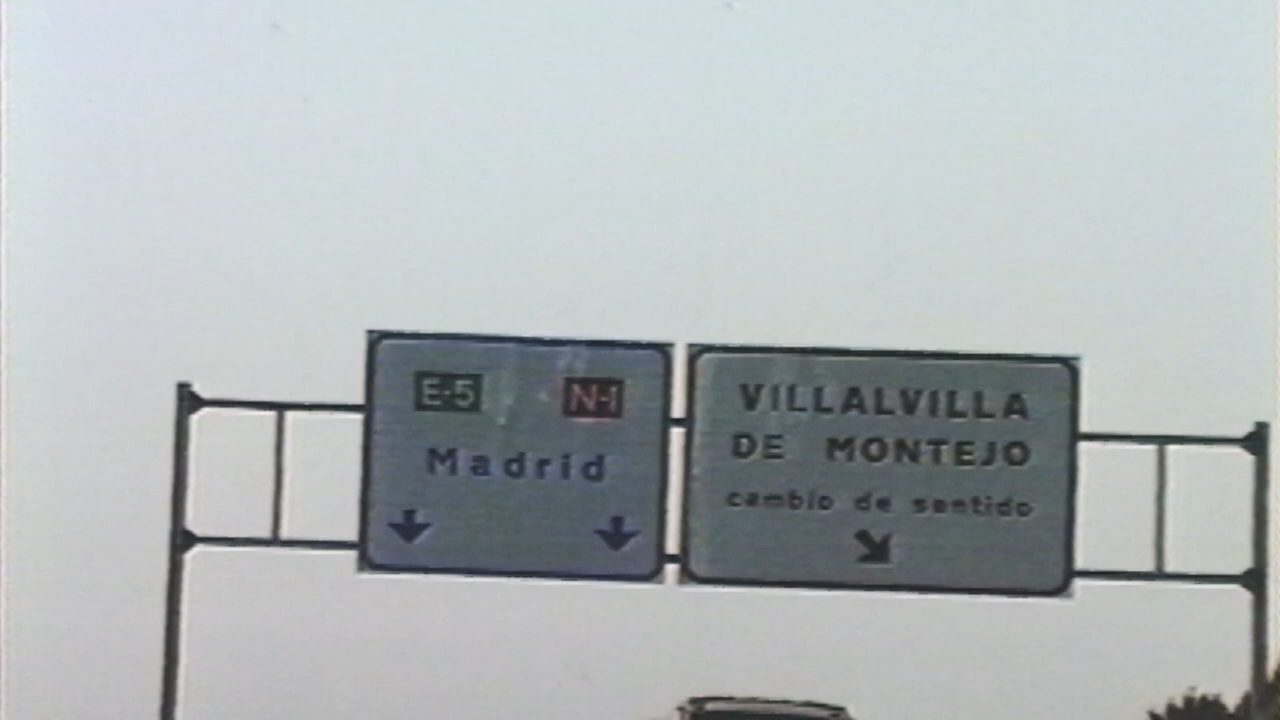 E-5 N-I
Madrid
VILLALVILLA
DE MONTEJO
cambio de sentido